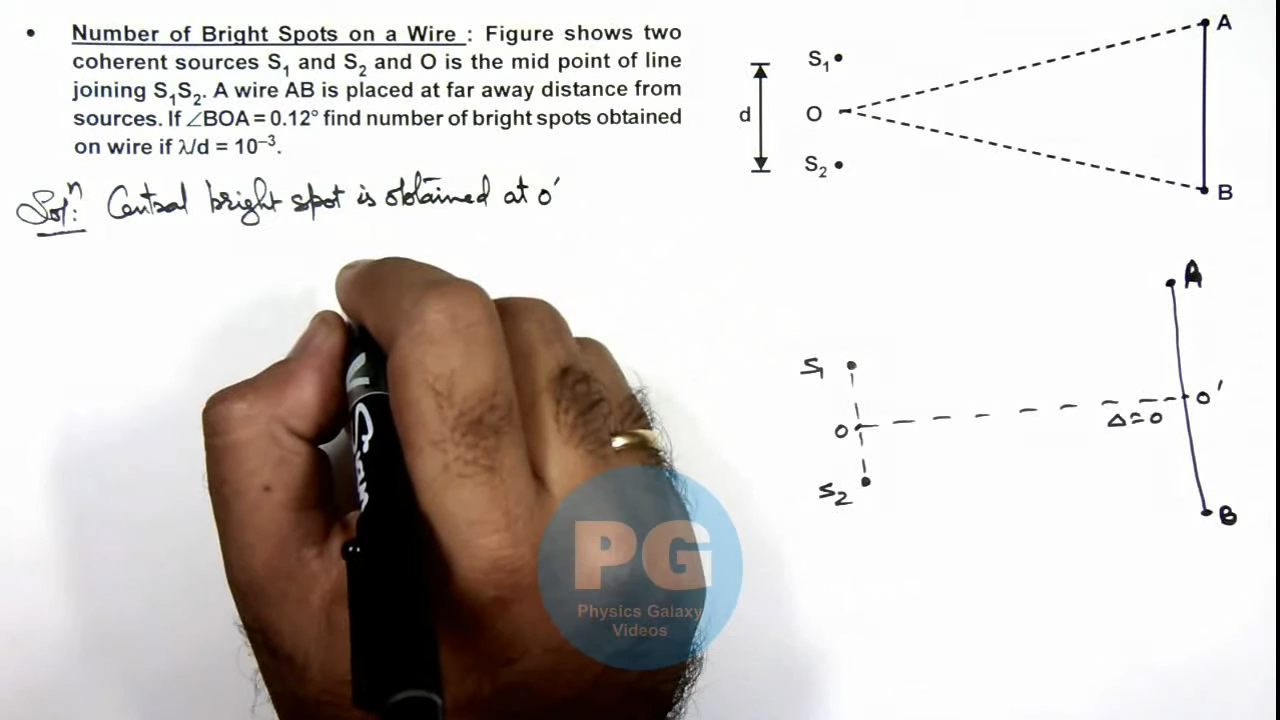 • Number of Bright Spots on a Wire : Figure shows two
coherent sources S₁ and S₂ and O is the mid point of line
joining S₁S₂. A wire AB is placed at far away distance from
sources. If ∠BOA = 0.12° find number of bright spots obtained
on wire if λ/d = 10⁻³.
Solⁿ: Central bright spot is obtained at O'
A
S₁
d
O
S₂
B
A
S₁
O'
Δ=0
O
S₂
B
PG
Physics Galaxy
Videos